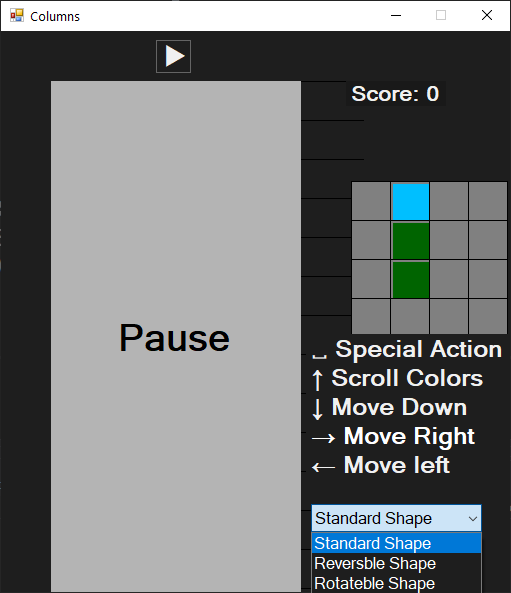 Columns
Score: 0
Pause
␣ Special Action
↑ Scroll Colors
↓ Move Down
→ Move Right
← Move left
Standard Shape
Standard Shape
Reversble Shape
Rotateble Shape